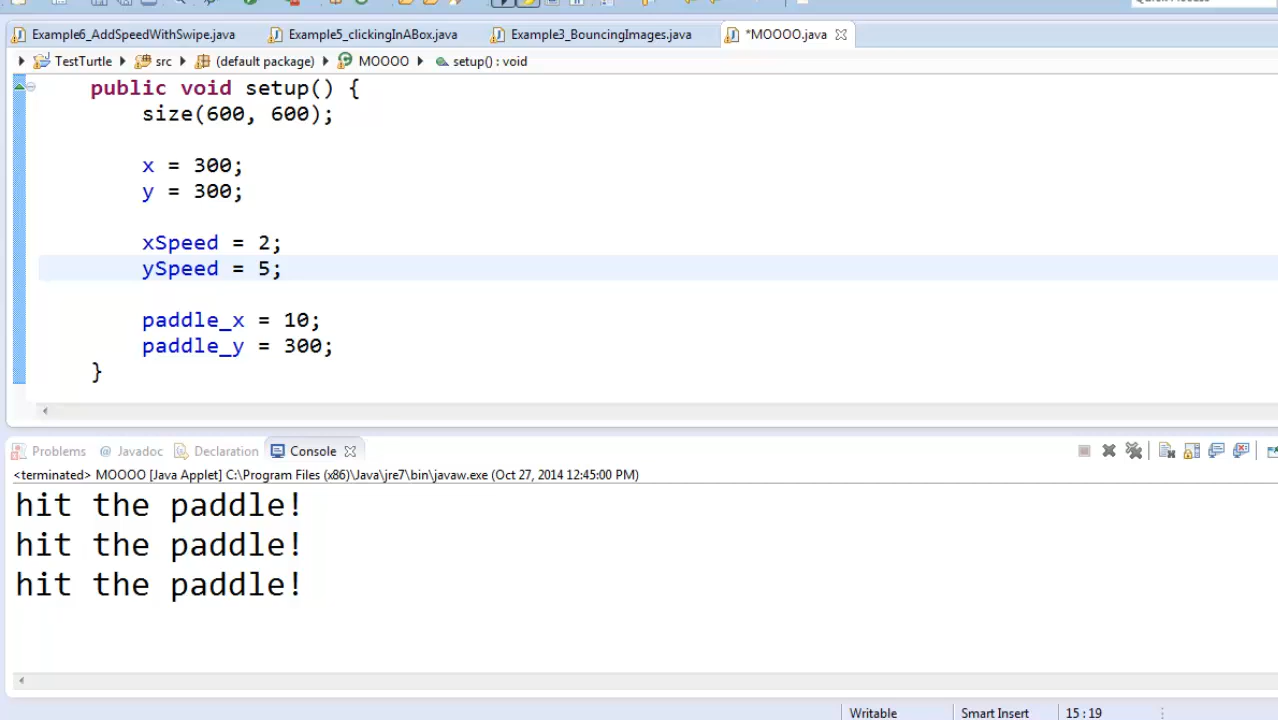 Example6_AddSpeedWithSwipe.java Example5_clickingInABox.java Example3_BouncingImages.java *MOOOO.java
TestTurtle src (default package) MOOOO setup() : void
public void setup() {
size(600, 600);
x = 300;
y = 300;
xSpeed = 2;
ySpeed = 5;
paddle_x = 10;
paddle_y = 300;
}
Problems @ Javadoc Declaration Console
<terminated> MOOOO [Java Applet] C:\Program Files (x86)\Java\jre7\bin\javaw.exe (Oct 27, 2014 12:45:00 PM)
hit the paddle!
hit the paddle!
hit the paddle!
Writable Smart Insert 15 : 19